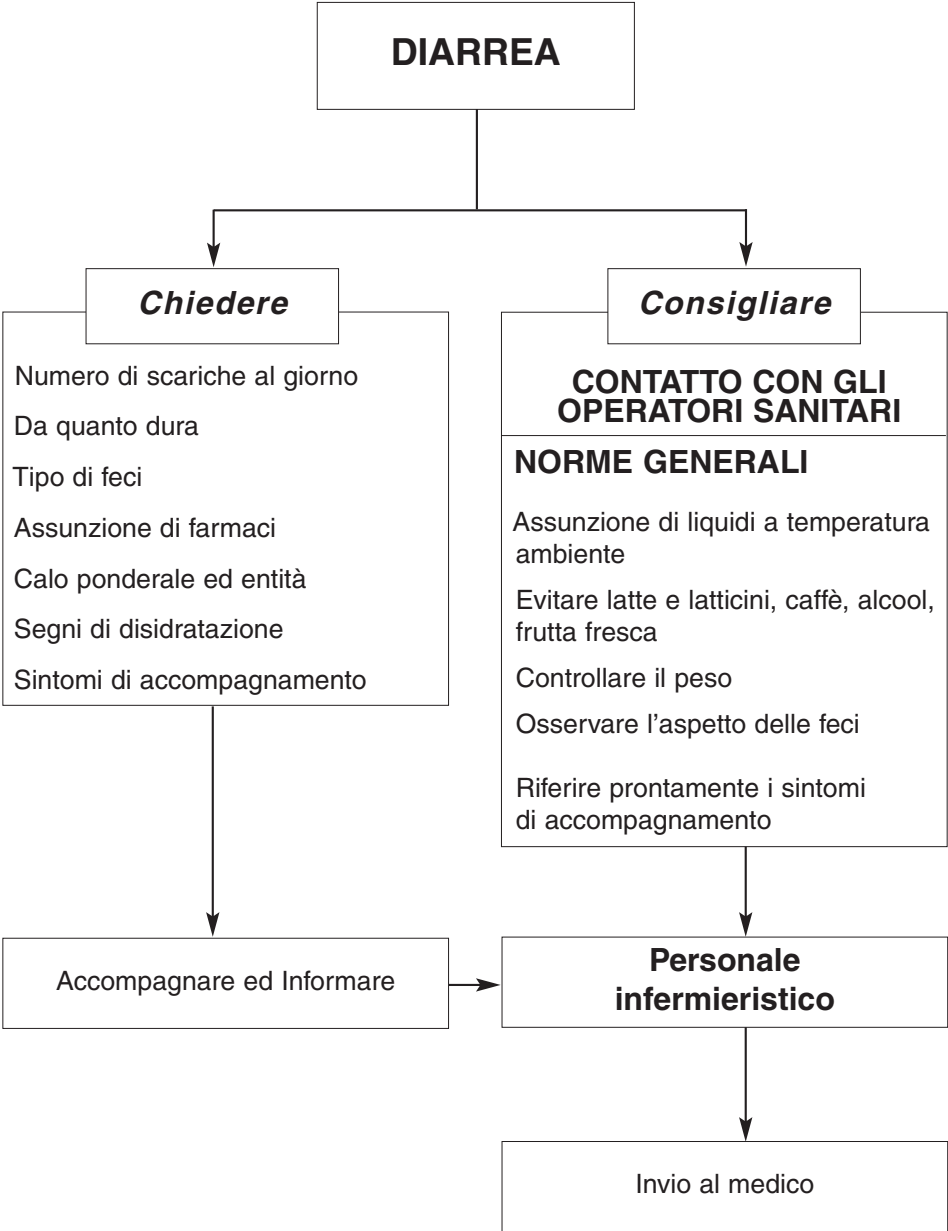 DIARREA
Chiedere
Numero di scariche al giorno
Da quanto dura
Tipo di feci
Assunzione di farmaci
Calo ponderale ed entità
Segni di disidratazione
Sintomi di accompagnamento
Consigliare
CONTATTO CON GLI
OPERATORI SANITARI
NORME GENERALI
Assunzione di liquidi a temperatura
ambiente
Evitare latte e latticini, caffè, alcool,
frutta fresca
Controllare il peso
Osservare l'aspetto delle feci
Riferire prontamente i sintomi
di accompagnamento
Accompagnare ed Informare
Personale
infermieristico
Invio al medico